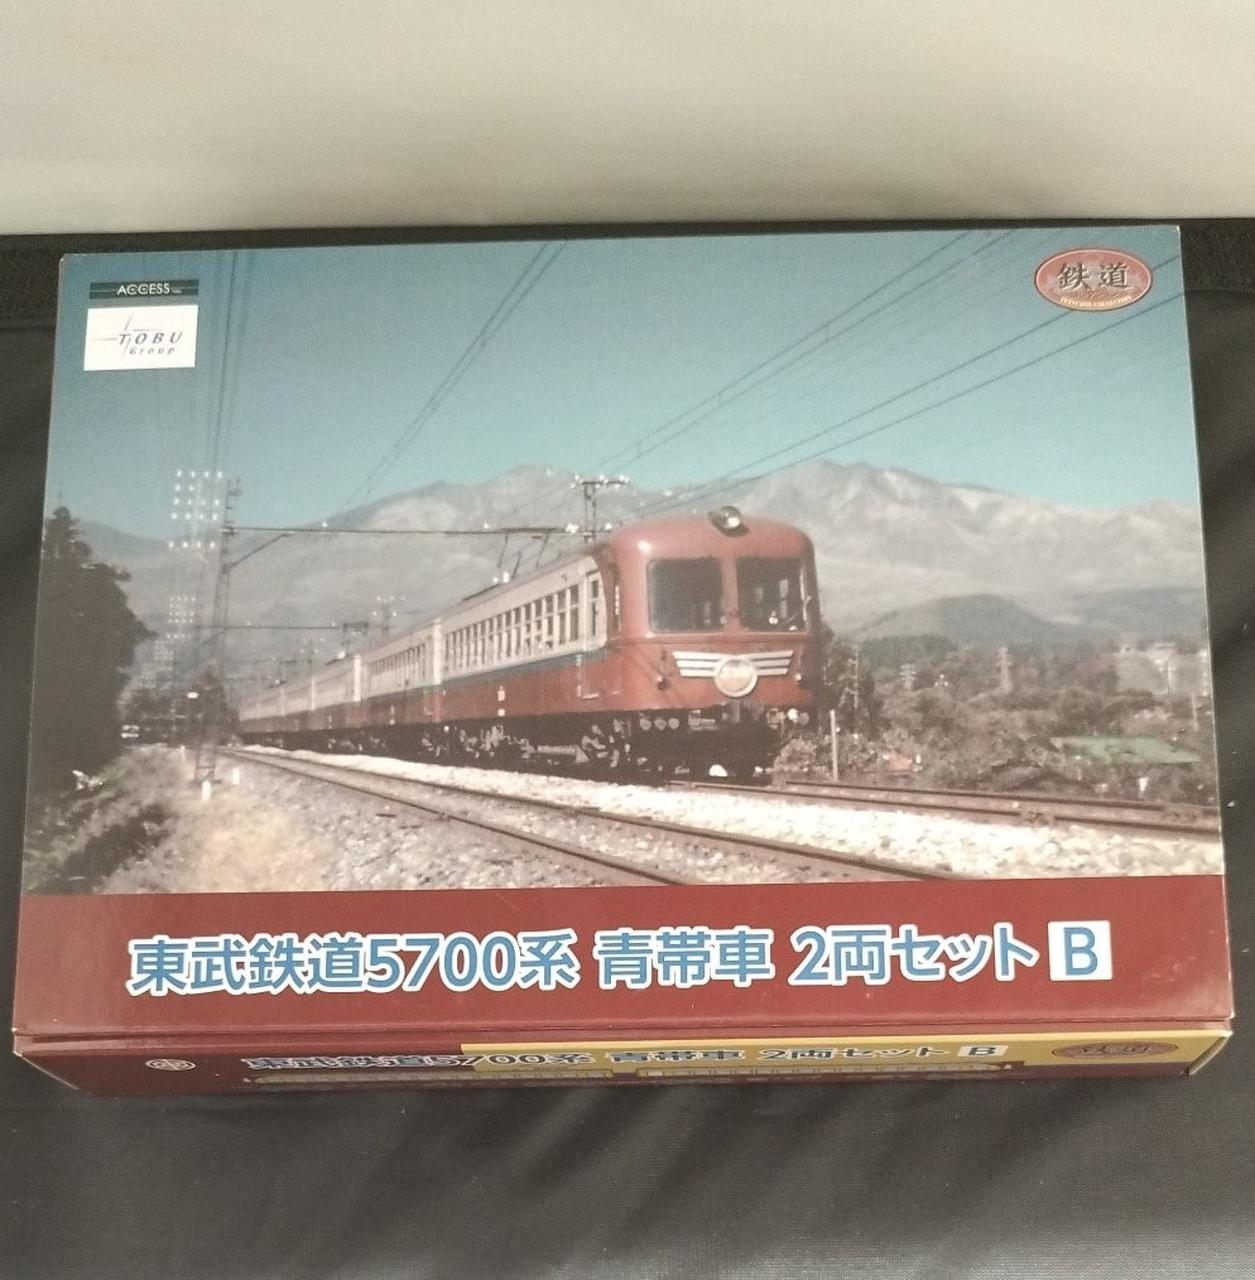 ACCESS
TOBU
Group
鉄道
東武鉄道5700系 青帯車 2両セット B
東武鉄道5700系 青帯車 2両セット B